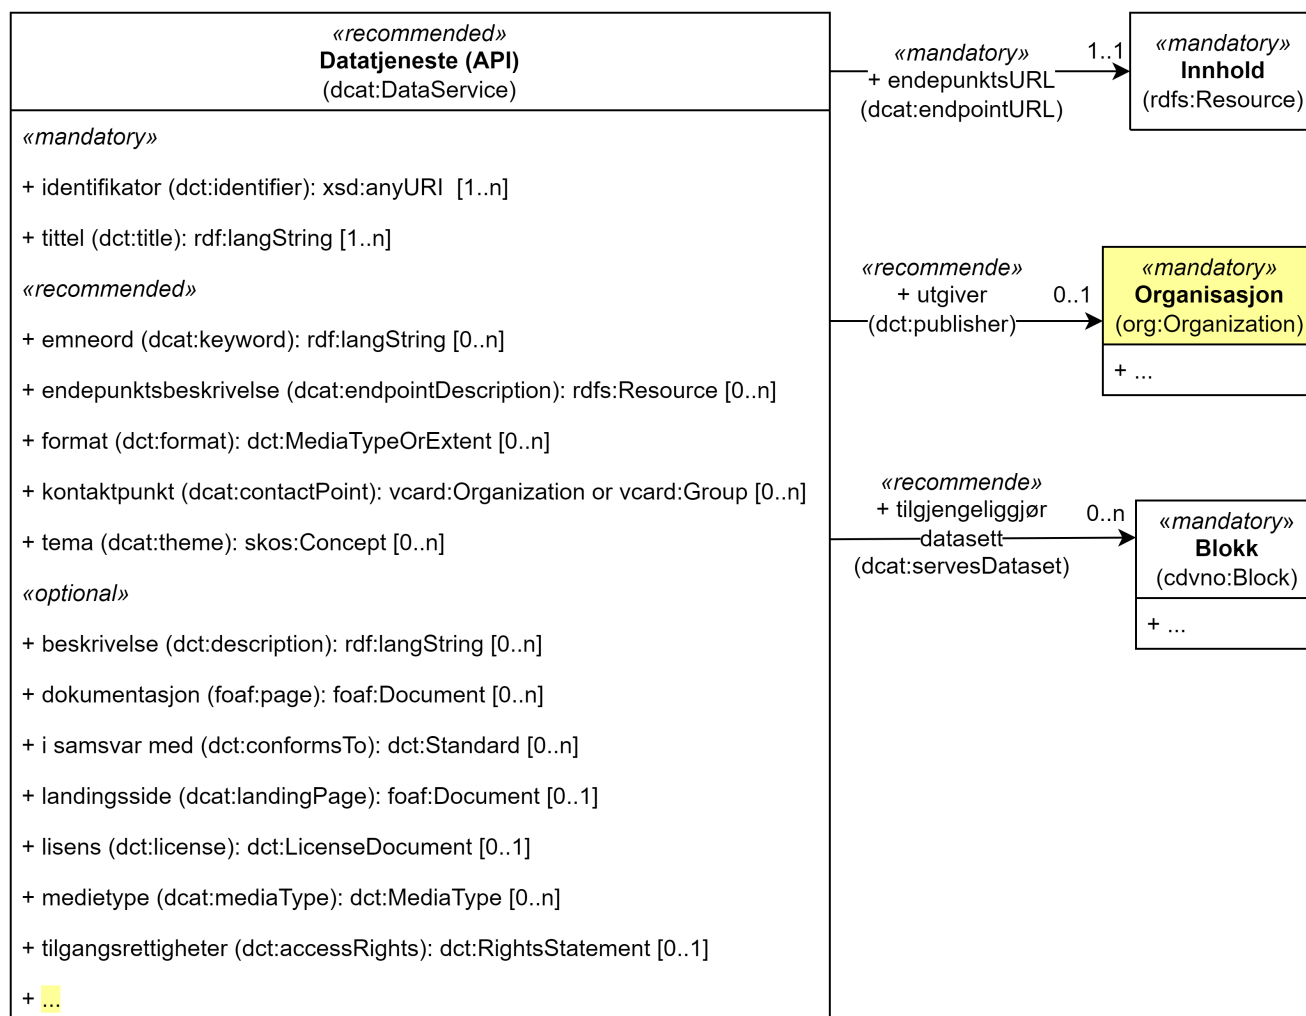 «recommended»
Datatjeneste (API)
(dcat:DataService)
«mandatory»
+ identifikator (dct:identifier): xsd:anyURI  [1..n]
+ tittel (dct:title): rdf:langString [1..n]
«recommended»
+ emneord (dcat:keyword): rdf:langString [0..n]
+ endepunktsbeskrivelse (dcat:endpointDescription): rdfs:Resource [0..n]
+ format (dct:format): dct:MediaTypeOrExtent [0..n]
+ kontaktpunkt (dcat:contactPoint): vcard:Organization or vcard:Group [0..n]
+ tema (dcat:theme): skos:Concept [0..n]
«optional»
+ beskrivelse (dct:description): rdf:langString [0..n]
+ dokumentasjon (foaf:page): foaf:Document [0..n]
+ i samsvar med (dct:conformsTo): dct:Standard [0..n]
+ landingsside (dcat:landingPage): foaf:Document [0..1]
+ lisens (dct:license): dct:LicenseDocument [0..1]
+ medietype (dcat:mediaType): dct:MediaType [0..n]
+ tilgangsrettigheter (dct:accessRights): dct:RightsStatement [0..1]
+ ...
«mandatory»
+ endepunktsURL
(dcat:endpointURL)
1..1
«mandatory»
Innhold
(rdfs:Resource)
«recommende»
+ utgiver
(dct:publisher)
0..1
«mandatory»
Organisasjon
(org:Organization)
+ ...
«recommende»
+ tilgjengeliggjør
datasett
(dcat:servesDataset)
0..n
«mandatory»
Blokk
(cdvno:Block)
+ ...